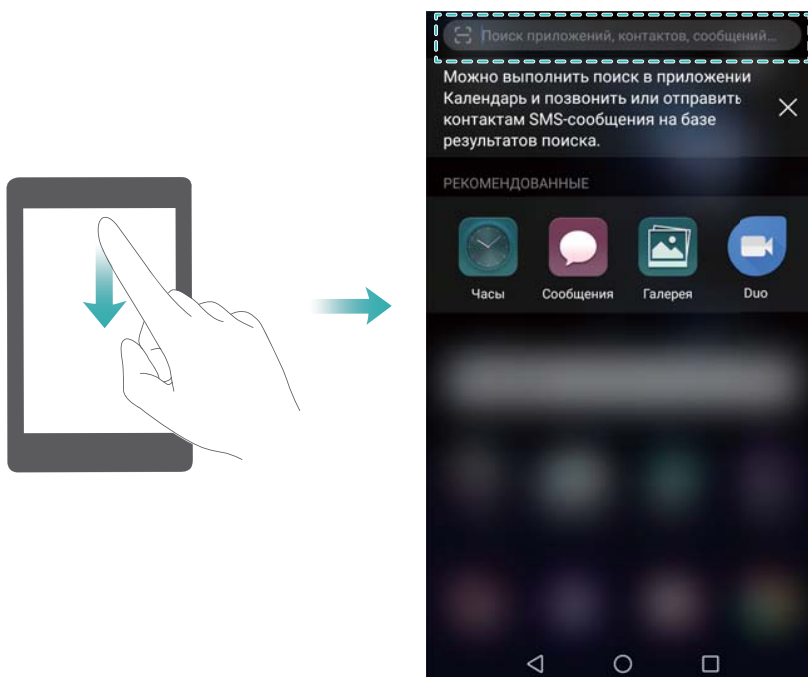 Поиск приложений, контактов, сообщений...
Можно выполнить поиск в приложении
Календарь и позвонить или отправить
контактам SMS-сообщения на базе
результатов поиска.
РЕКОМЕНДОВАННЫЕ
Часы Сообщения Галерея Duo